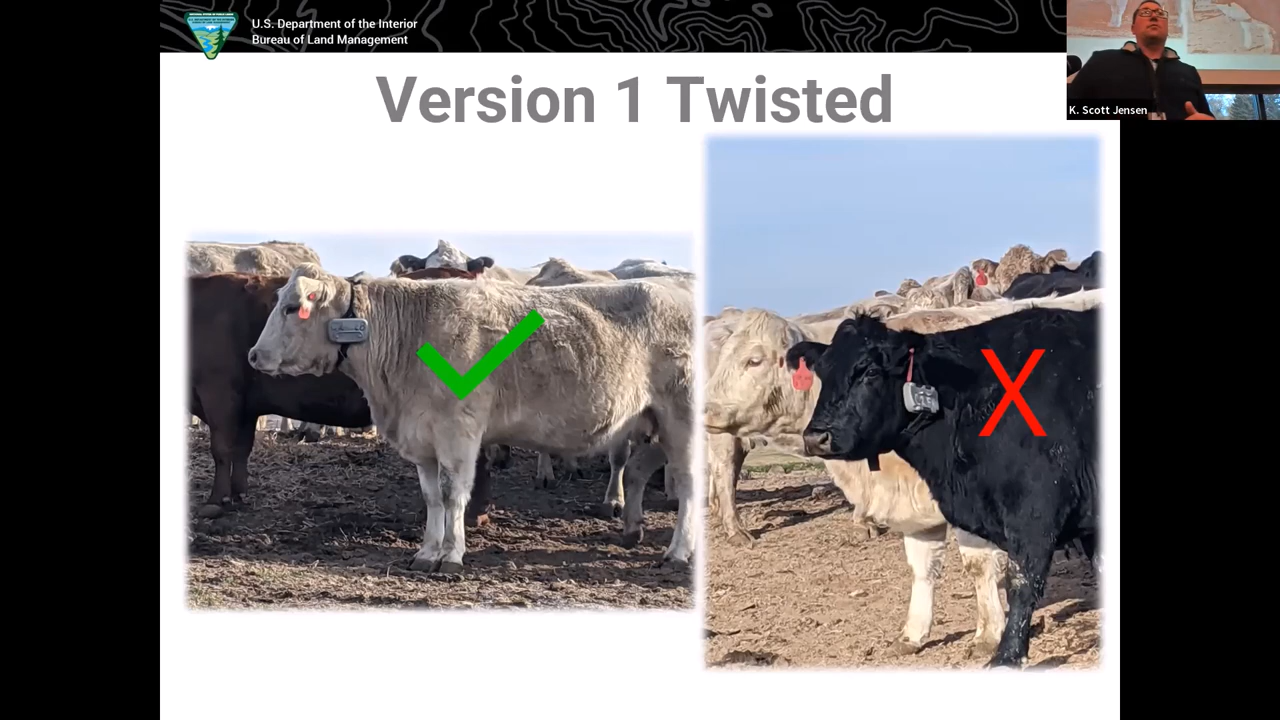 U.S. Department of the Interior
Bureau of Land Management
K. Scott Jensen
Version 1 Twisted
X